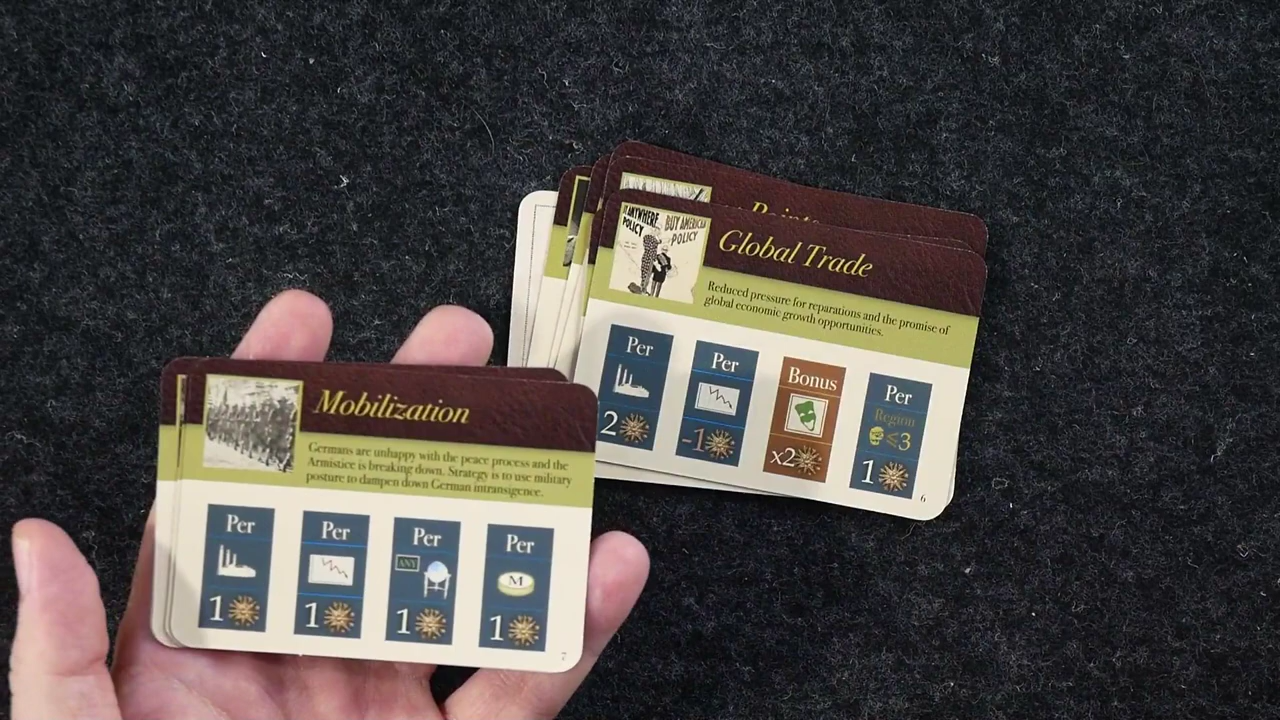 Points
ANYWHERE
POLICY
BUY AMERICAN
POLICY
Global Trade
Reduced pressure for reparations and the promise of
global economic growth opportunities.
Per
2
Per
-1
Bonus
x2
Per
Region
≤3
1
6
Mobilization
Germans are unhappy with the peace process and the
Armistice is breaking down. Strategy is to use military
posture to dampen down German intransigence.
Per
1
Per
1
Per
ANY
1
Per
M
1
7